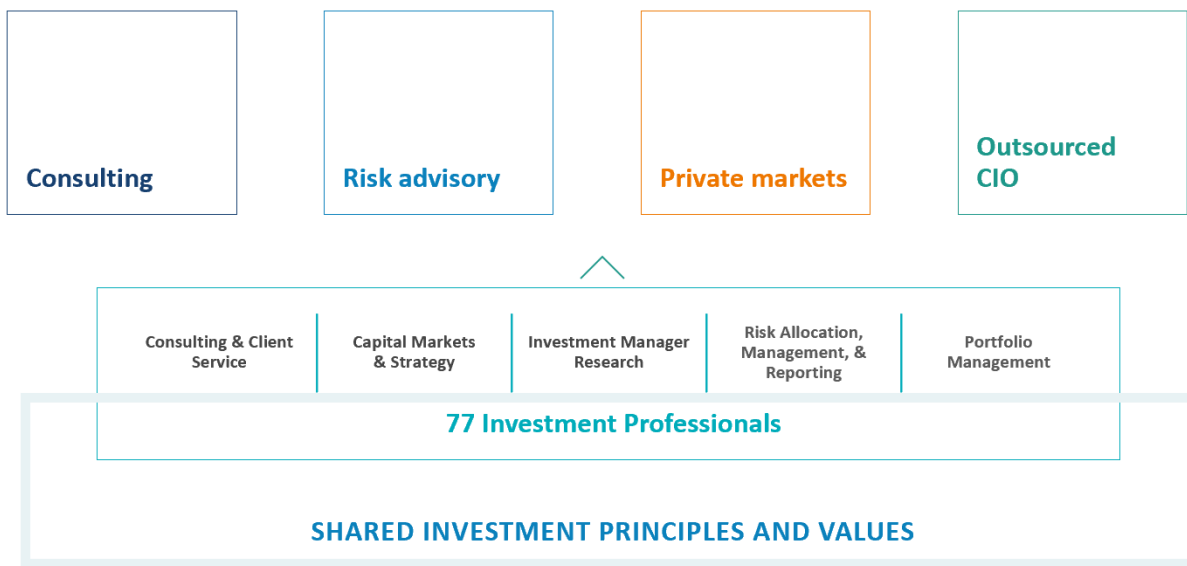 Consulting
Risk advisory
Private markets
Outsourced
CIO
Consulting & Client
Service
Capital Markets
& Strategy
Investment Manager
Research
Risk Allocation,
Management, &
Reporting
Portfolio
Management
77 Investment Professionals
SHARED INVESTMENT PRINCIPLES AND VALUES